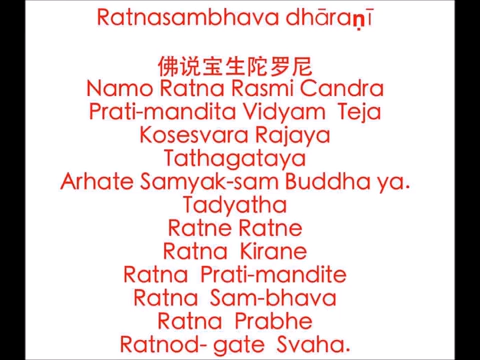 Ratnasambhava dhāraṇī
佛说宝生陀罗尼
Namo Ratna Rasmi Candra
Prati-mandita Vidyam Teja
Kosesvara Rajaya
Tathagataya
Arhate Samyak-sam Buddha ya.
Tadyatha
Ratne Ratne
Ratna Kirane
Ratna Prati-mandite
Ratna Sam-bhava
Ratna Prabhe
Ratnod- gate Svaha.